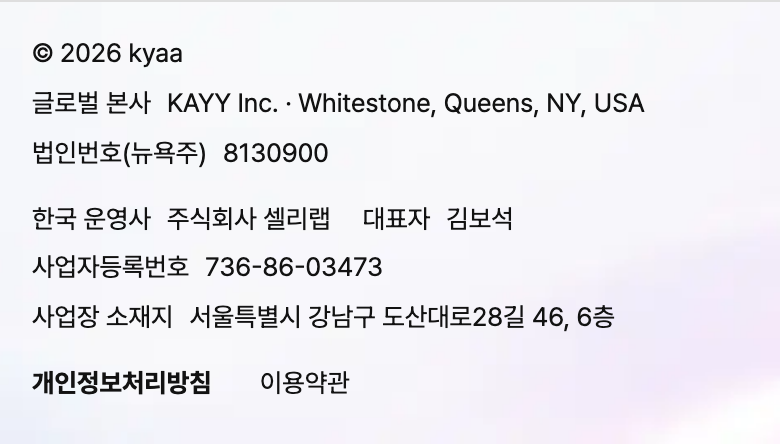 © 2026 kyaa
글로벌 본사 KAYY Inc. · Whitestone, Queens, NY, USA
법인번호(뉴욕주) 8130900
한국 운영사 주식회사 셀리랩 대표자 김보석
사업자등록번호 736-86-03473
사업장 소재지 서울특별시 강남구 도산대로28길 46, 6층
개인정보처리방침 이용약관